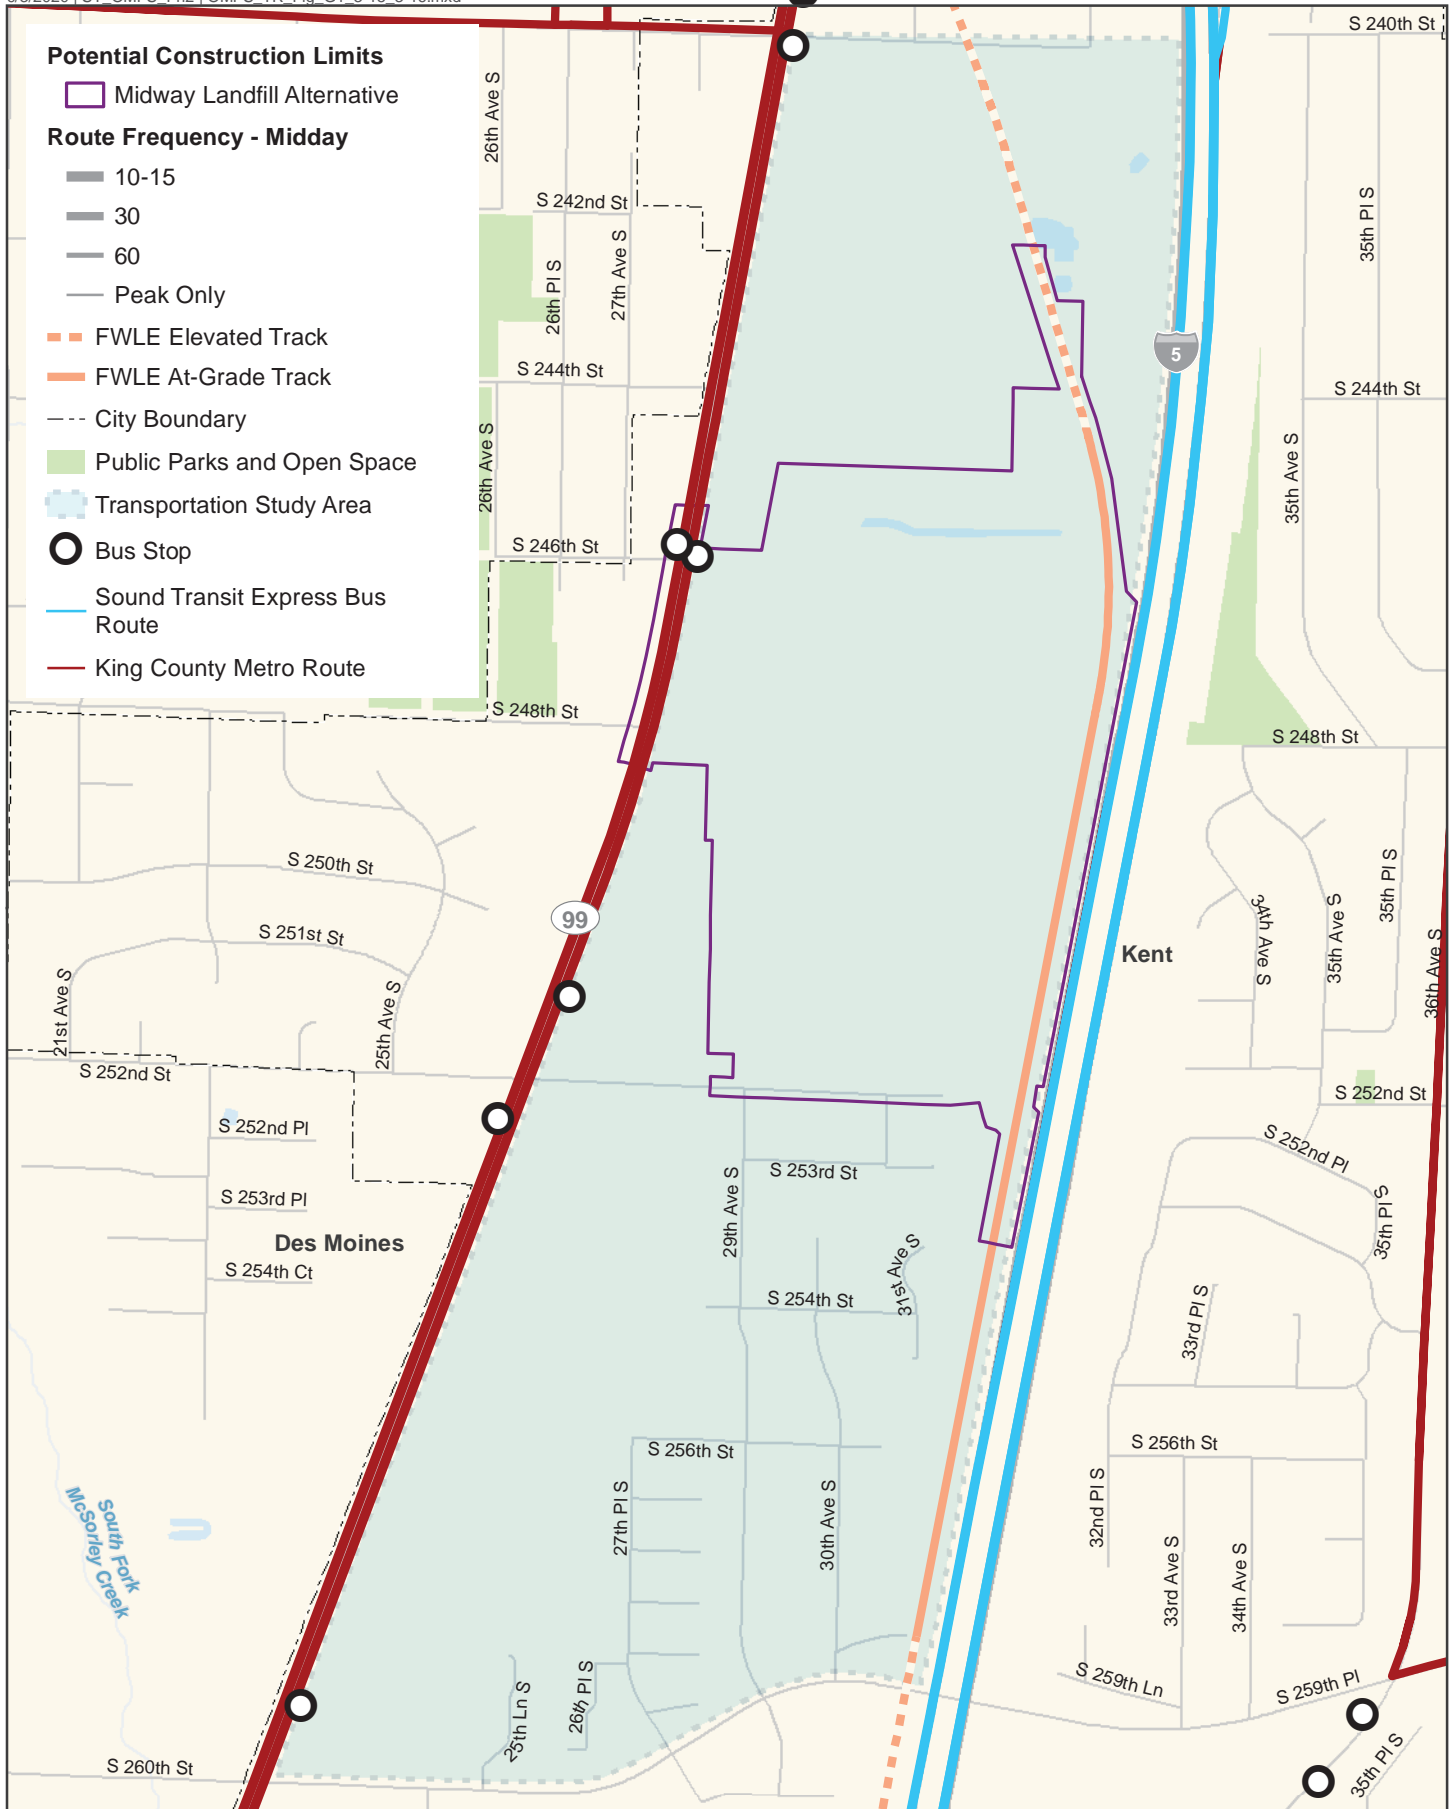 Potential Construction Limits
Midway Landfill Alternative
Route Frequency - Midday
10-15
30
60
Peak Only
FWLE Elevated Track
FWLE At-Grade Track
City Boundary
Public Parks and Open Space
Transportation Study Area
Bus Stop
Sound Transit Express Bus
Route
King County Metro Route
S 240th St
26th Ave S
S 242nd St
26th Pl S
27th Ave S
35th Pl S
5
S 244th St
S 244th St
26th Ave S
35th Ave S
S 246th St
S 248th St
S 248th St
S 250th St
99
S 251st St
34th Ave S
35th Ave S
35th Pl S
36th Ave S
Kent
21st Ave S
25th Ave S
S 252nd St
S 252nd St
S 252nd Pl
S 252nd Pl
S 253rd St
29th Ave S
S 253rd Pl
35th Pl S
Des Moines
31st Ave S
S 254th Ct
S 254th St
33rd Pl S
S 256th St
S 256th St
27th Pl S
30th Ave S
32nd Pl S
33rd Ave S
34th Ave S
South Fork
McSorley Creek
25th Ln S
26th Pl S
S 259th Ln
S 259th Pl
35th Pl S
S 260th St